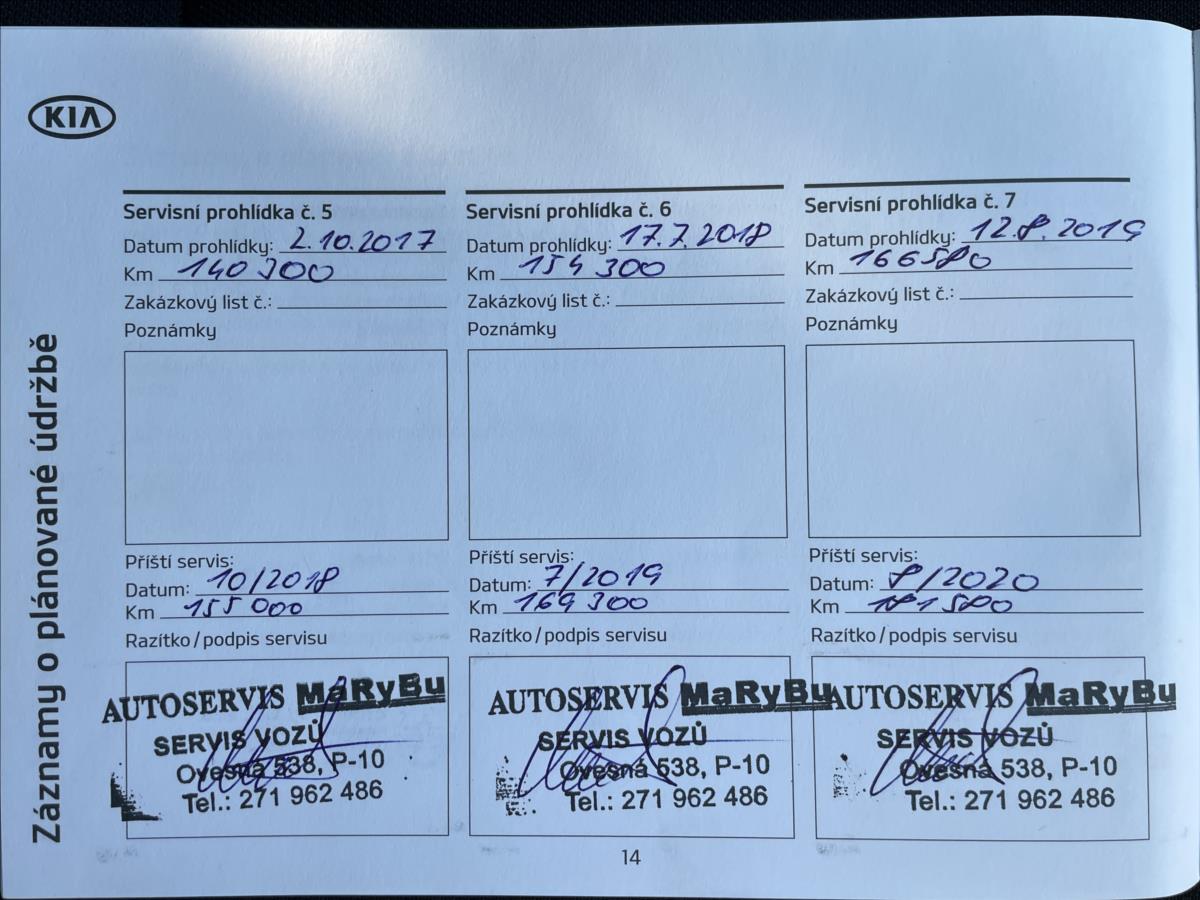 KIA
Záznamy o plánované údržbě
Servisní prohlídka č. 5
Datum prohlídky: 2.10.2017
Km 140 300
Zakázkový list č.:
Poznámky
Příští servis:
Datum: 10/2018
Km 155 000
Razítko / podpis servisu
AUTOSERVIS MaRyBu
SERVIS VOZŮ
Ovesná 538, P-10
Tel.: 271 962 486
Servisní prohlídka č. 6
Datum prohlídky: 17.7.2018
Km 154 300
Zakázkový list č.:
Poznámky
Příští servis:
Datum: 7/2019
Km 169 300
Razítko / podpis servisu
AUTOSERVIS MaRyBu
SERVIS VOZŮ
Ovesná 538, P-10
Tel.: 271 962 486
Servisní prohlídka č. 7
Datum prohlídky: 12.8.2019
Km 166580
Zakázkový list č.:
Poznámky
Příští servis:
Datum: 8/2020
Km 181 580
Razítko / podpis servisu
AUTOSERVIS MaRyBu
SERVIS VOZŮ
Ovesná 538, P-10
Tel.: 271 962 486
14